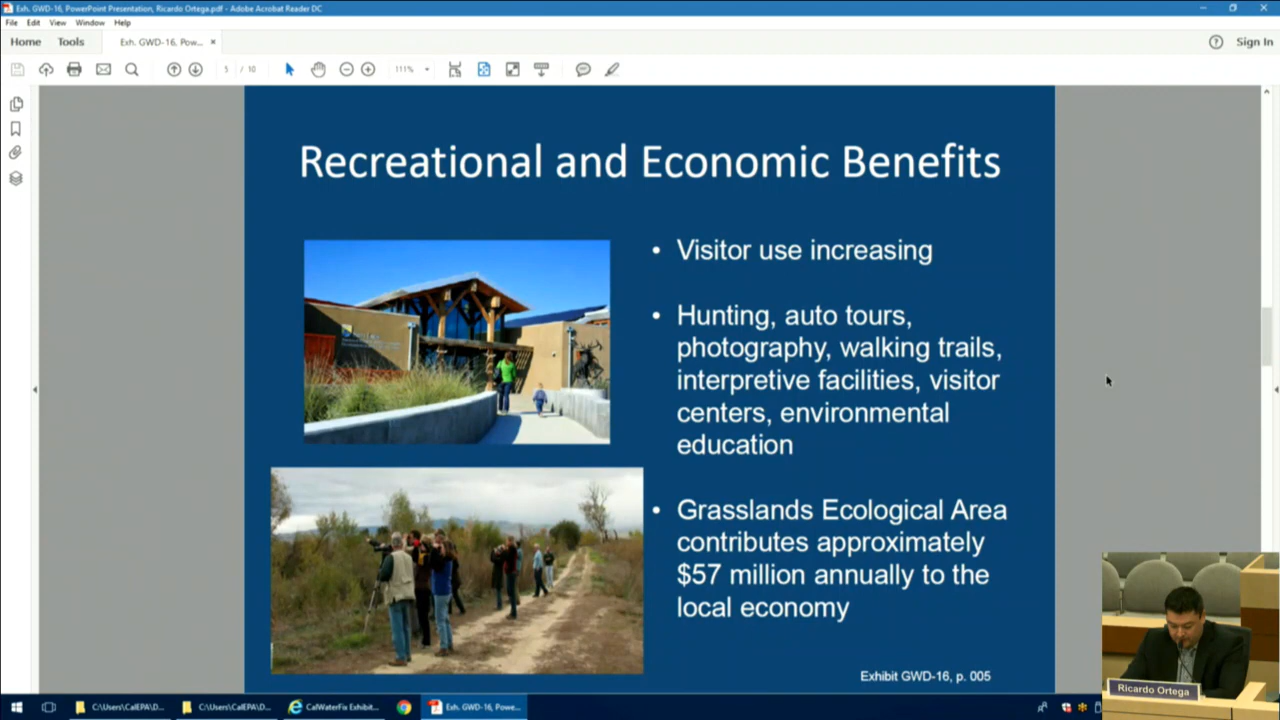 Exh. GWD-16, PowerPoint Presentation, Ricardo Ortega.pdf - Adobe Acrobat Reader DC
File Edit View Window Help
Home Tools Exh. GWD-16, Pow... × Sign In
5 / 10 111%
Recreational and Economic Benefits
• Visitor use increasing
• Hunting, auto tours,
photography, walking trails,
interpretive facilities, visitor
centers, environmental
education
• Grasslands Ecological Area
contributes approximately
$57 million annually to the
local economy
Exhibit GWD-16, p. 005
Ricardo Ortega
C:\Users\CalEPA\D... C:\Users\CalEPA\D... CalWaterFix Exhibit... Exh. GWD-16, Powe...